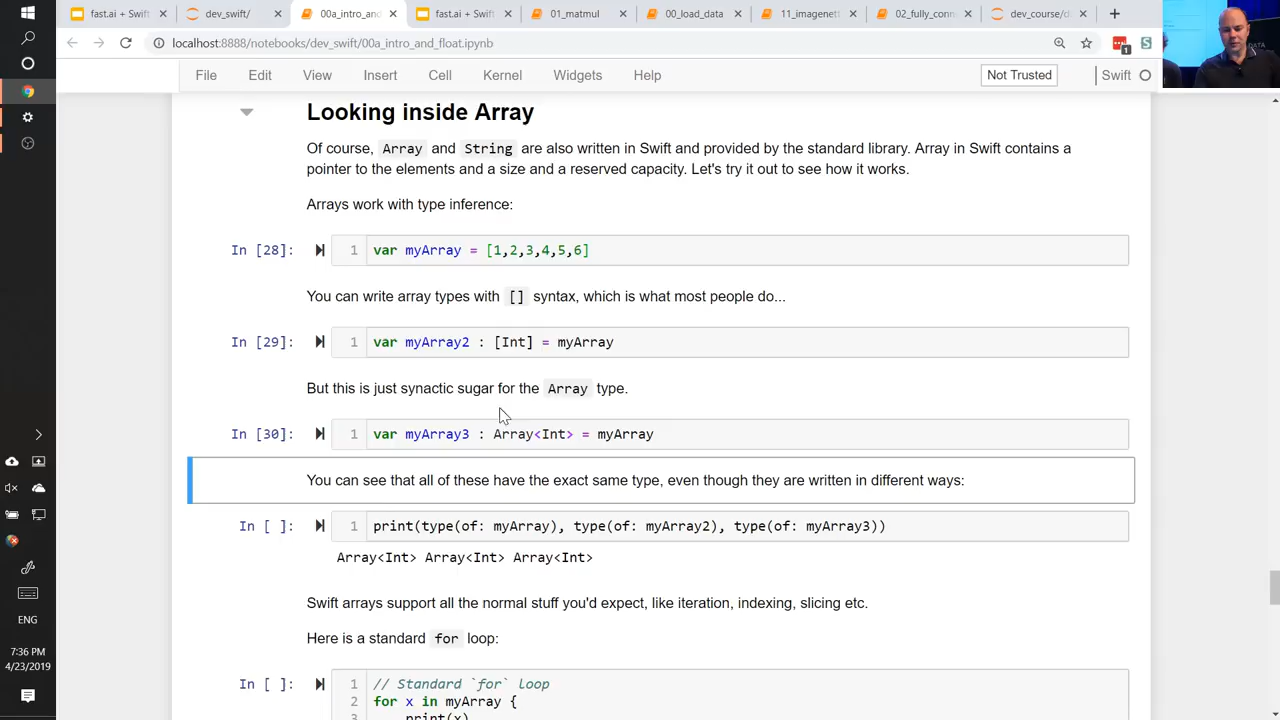 fast.ai + Swift
dev_swift/
00a_intro_and
fast.ai + Swift
01_matmul
00_load_data
11_imagenett
02_fully_conn
dev_course/d
localhost:8888/notebooks/dev_swift/00a_intro_and_float.ipynb
1
S
File Edit View Insert Cell Kernel Widgets Help
Not Trusted
Swift
Looking inside Array
Of course, Array and String are also written in Swift and provided by the standard library. Array in Swift contains a
pointer to the elements and a size and a reserved capacity. Let's try it out to see how it works.
Arrays work with type inference:
In [28]: 1 var myArray = [1,2,3,4,5,6]
You can write array types with [] syntax, which is what most people do...
In [29]: 1 var myArray2 : [Int] = myArray
But this is just synactic sugar for the Array type.
In [30]: 1 var myArray3 : Array<Int> = myArray
You can see that all of these have the exact same type, even though they are written in different ways:
In [ ]: 1 print(type(of: myArray), type(of: myArray2), type(of: myArray3))
Array<Int> Array<Int> Array<Int>
Swift arrays support all the normal stuff you'd expect, like iteration, indexing, slicing etc.
Here is a standard for loop:
In [ ]: 1 // Standard `for` loop
2 for x in myArray {
3 print(x)
ENG
7:36 PM
4/23/2019
DATA